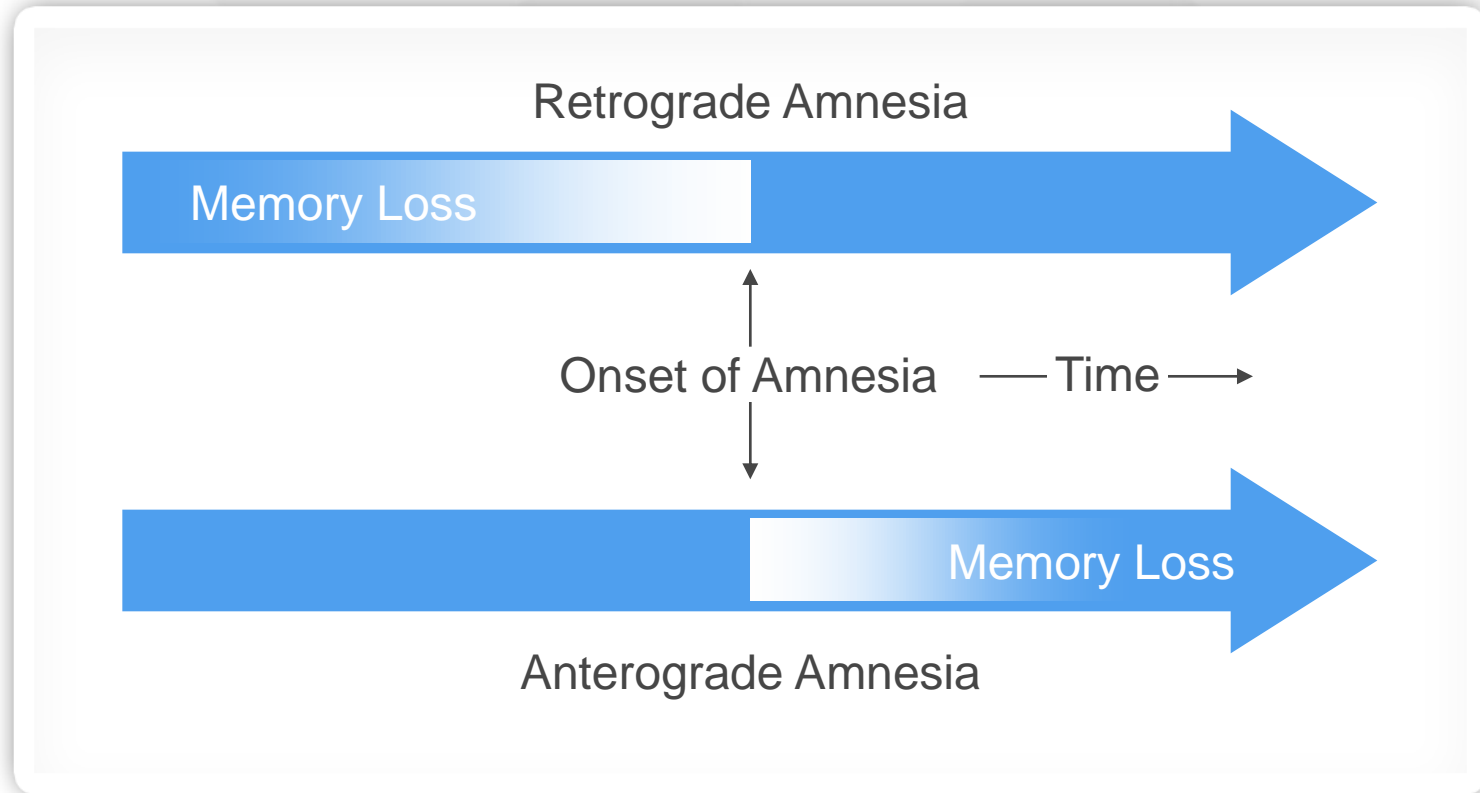 Retrograde Amnesia
Memory Loss
Onset of Amnesia
Time
Memory Loss
Anterograde Amnesia